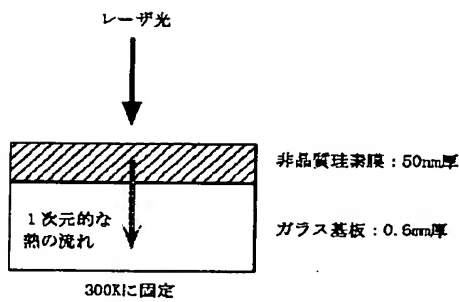 レーザ光
非品質珪素膜：50nm厚
1次元的な
熱の流れ
ガラス基板：0.6mm厚
300Kに固定